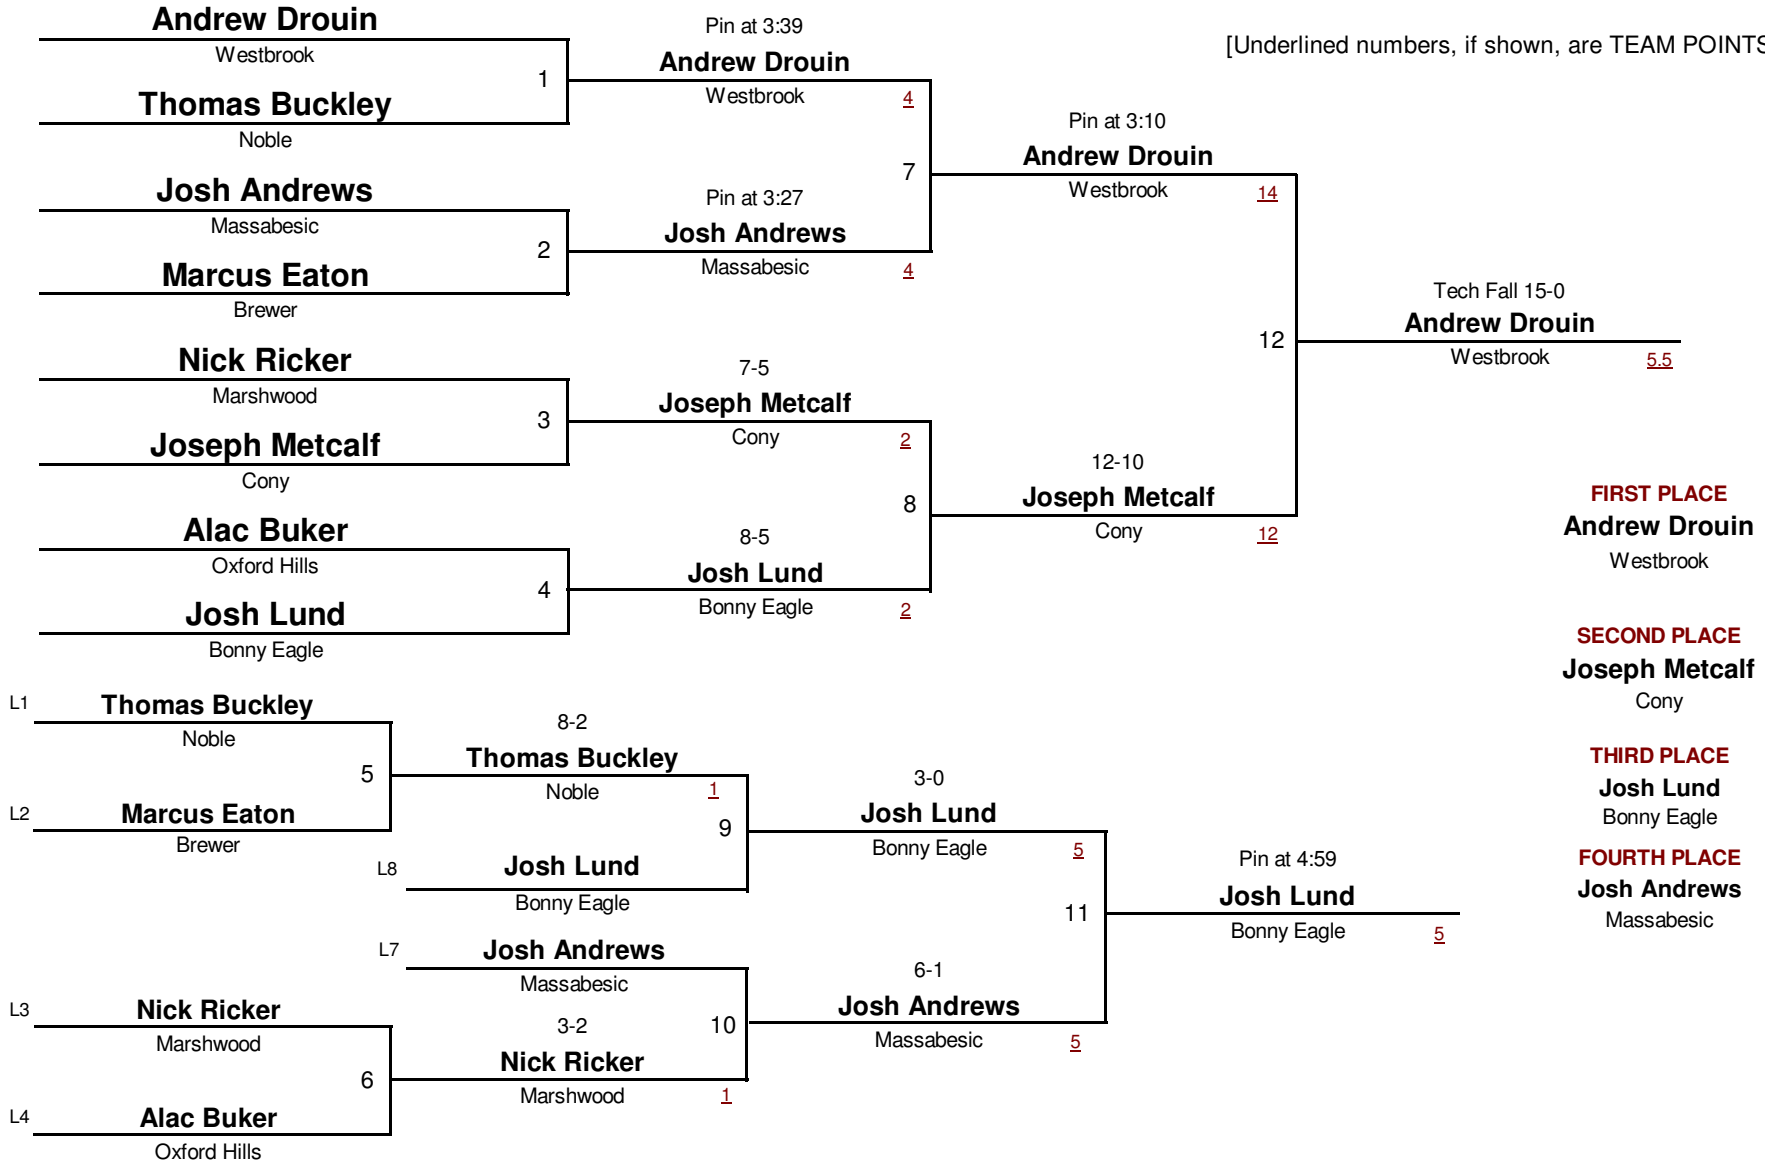 Andrew Drouin
Westbrook
1
Thomas Buckley
Noble
Josh Andrews
Massabesic
2
Marcus Eaton
Brewer
Nick Ricker
Marshwood
3
Joseph Metcalf
Cony
Alac Buker
Oxford Hills
4
Josh Lund
Bonny Eagle
Pin at 3:39
Andrew Drouin
Westbrook
4
7
Pin at 3:27
Josh Andrews
Massabesic
4
7-5
Joseph Metcalf
Cony
2
8
8-5
Josh Lund
Bonny Eagle
2
[Underlined numbers, if shown, are TEAM POINTS
Pin at 3:10
Andrew Drouin
Westbrook
14
12
12-10
Joseph Metcalf
Cony
12
Tech Fall 15-0
Andrew Drouin
Westbrook
5.5
FIRST PLACE
Andrew Drouin
Westbrook
SECOND PLACE
Joseph Metcalf
Cony
THIRD PLACE
Josh Lund
Bonny Eagle
FOURTH PLACE
Josh Andrews
Massabesic
L1
Thomas Buckley
Noble
5
L2
Marcus Eaton
Brewer
8-2
Thomas Buckley
Noble
1
9
L8
Josh Lund
Bonny Eagle
L7
Josh Andrews
Massabesic
10
L3
Nick Ricker
Marshwood
6
L4
Alac Buker
Oxford Hills
3-2
Nick Ricker
Marshwood
1
3-0
Josh Lund
Bonny Eagle
5
11
6-1
Josh Andrews
Massabesic
5
Pin at 4:59
Josh Lund
Bonny Eagle
5